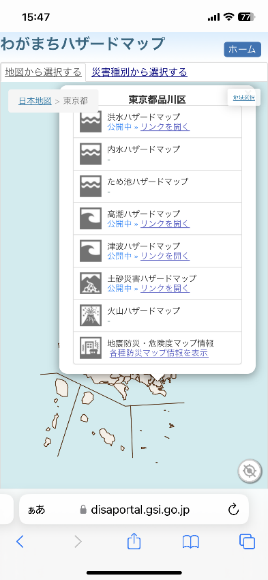 15:47
わがまちハザードマップ
ホーム
地図から選択する
災害種別から選択する
日本地図 > 東京都
東京都品川区
洪水ハザードマップ
公開中 » リンクを開く
内水ハザードマップ
-
ため池ハザードマップ
-
高潮ハザードマップ
公開中 » リンクを開く
津波ハザードマップ
公開中 » リンクを開く
土砂災害ハザードマップ
公開中 » リンクを開く
火山ハザードマップ
-
地震防災・危険度マップ情報
各種防災マップ情報を表示
ぁあ
disaportal.gsi.go.jp